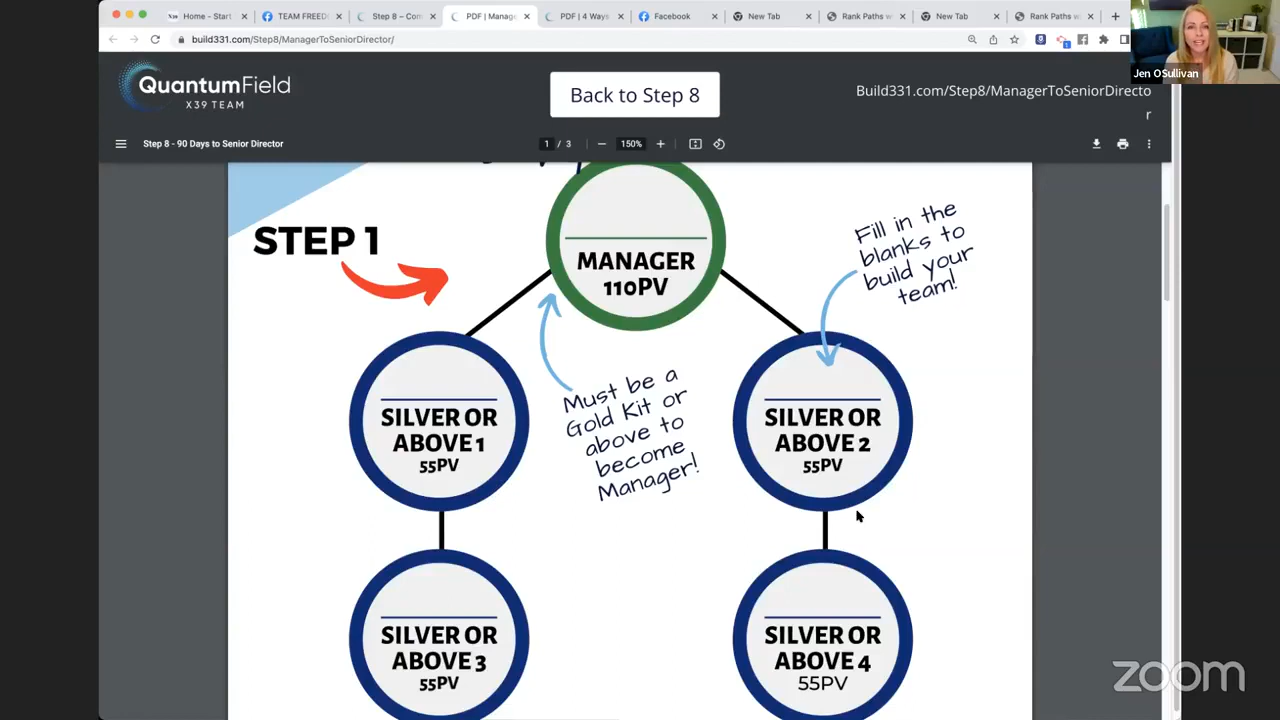 Home - Start
TEAM FREED
Step 8 – Com
PDF | Manag
PDF | 4 Ways
Facebook
New Tab
Rank Paths w
New Tab
Rank Paths w
build331.com/Step8/ManagerToSeniorDirector/
Jen OSullivan
QuantumField
X39 TEAM
Back to Step 8
Build331.com/Step8/ManagerToSeniorDirecto
r
Step 8 - 90 Days to Senior Director
1 / 3
150%
STEP 1
MANAGER
110PV
Fill in the
blanks to
build your
team!
SILVER OR
ABOVE 1
55PV
Must be a
Gold Kit or
above to
become
Manager!
SILVER OR
ABOVE 2
55PV
SILVER OR
ABOVE 3
55PV
SILVER OR
ABOVE 4
55PV
zoom